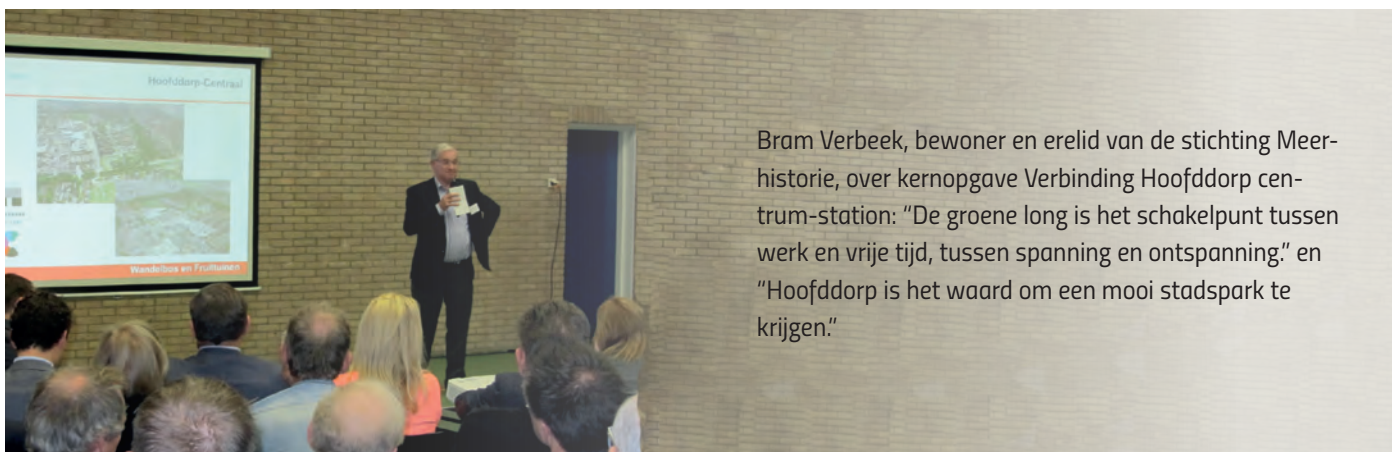 Hoofddorp-Centraal
Wandelbos en Fruittuinen
Bram Verbeek, bewoner en erelid van de stichting Meer-
historie, over kernopgave Verbinding Hoofddorp cen-
trum-station: “De groene long is het schakelpunt tussen
werk en vrije tijd, tussen spanning en ontspanning.” en
“Hoofddorp is het waard om een mooi stadspark te
krijgen.”